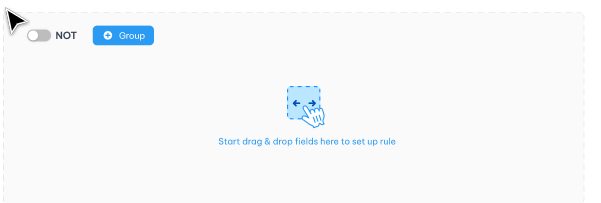 NOT
Group
Start drag & drop fields here to set up rule